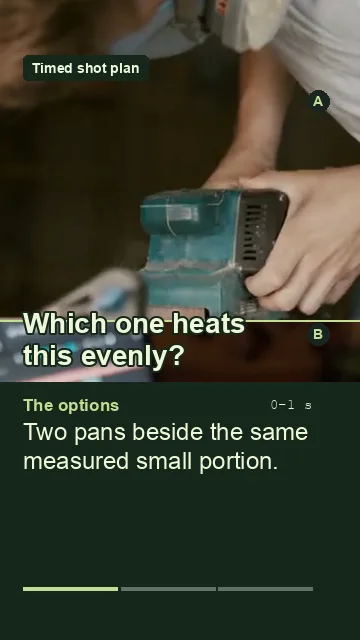 Timed shot plan
A
Which one heats
this evenly?
B
The options
0–1 s
Two pans beside the same
measured small portion.